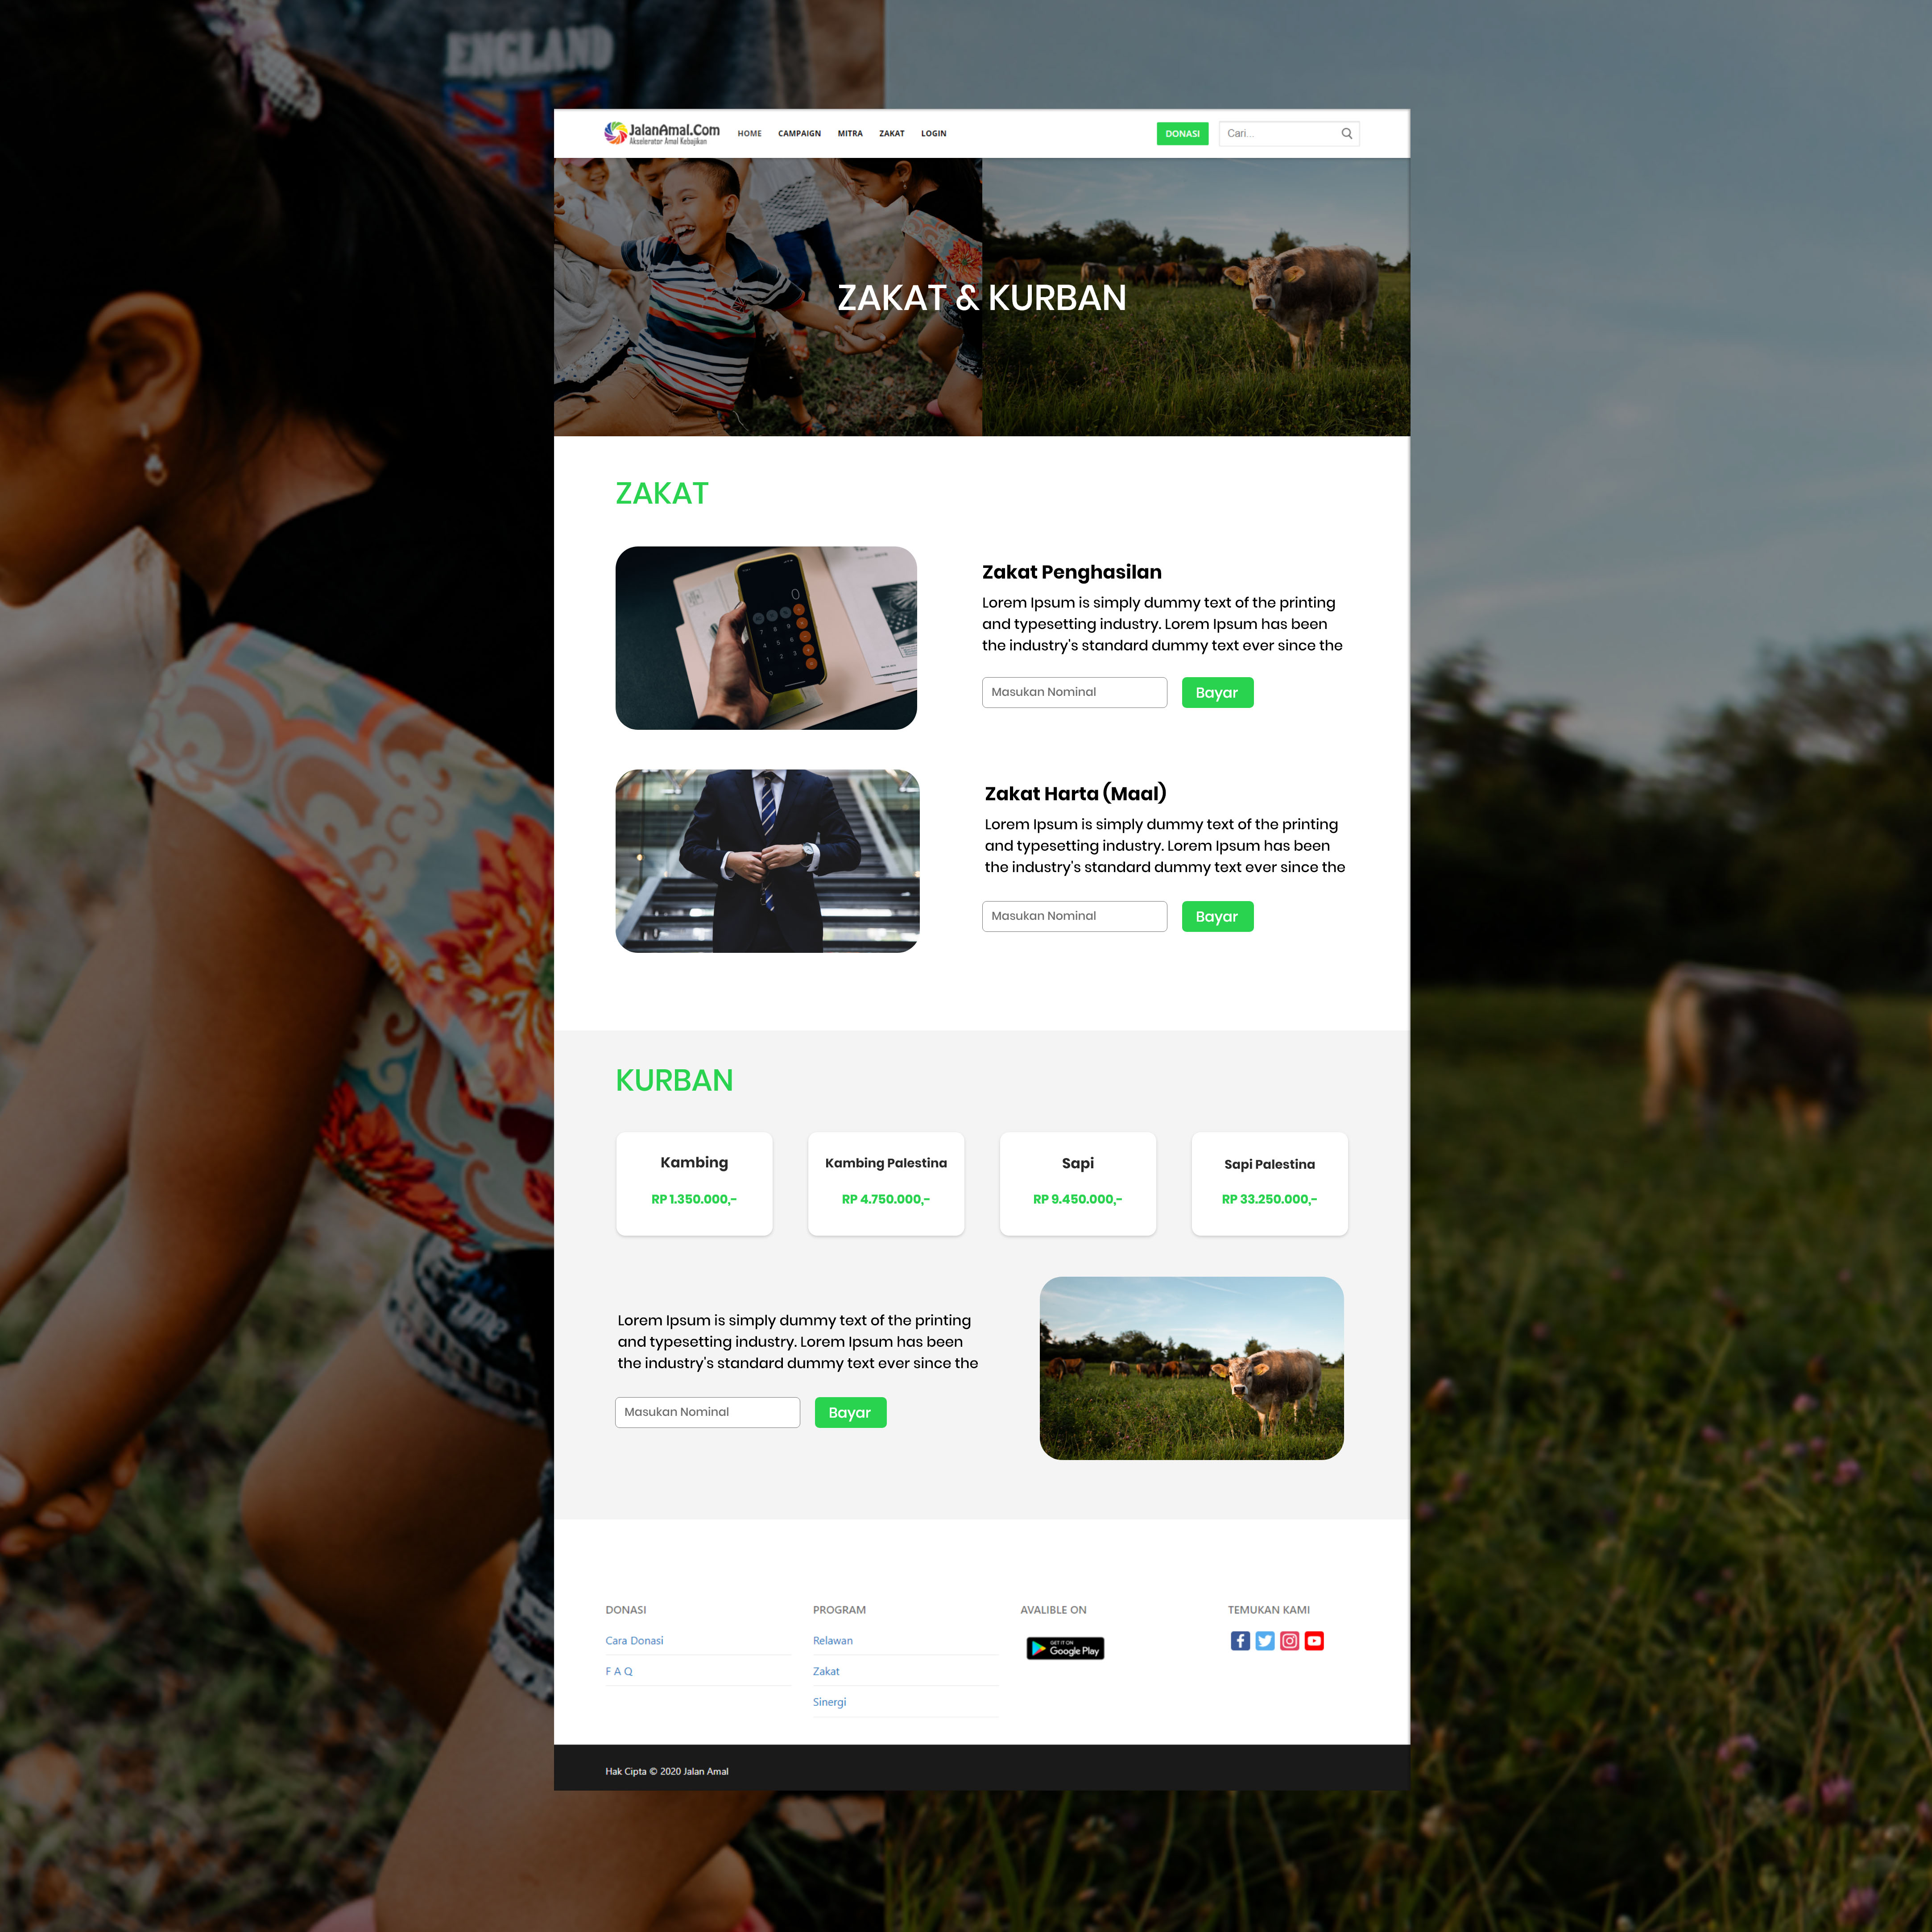 ENGLAND
JalanAmal.Com
Akselerator Amal Kebajikan
HOME CAMPAIGN MITRA ZAKAT LOGIN
DONASI Cari...
ZAKAT & KURBAN
ZAKAT
Zakat Penghasilan
Lorem Ipsum is simply dummy text of the printing
and typesetting industry. Lorem Ipsum has been
the industry's standard dummy text ever since the
Masukan Nominal Bayar
Zakat Harta (Maal)
Lorem Ipsum is simply dummy text of the printing
and typesetting industry. Lorem Ipsum has been
the industry's standard dummy text ever since the
Masukan Nominal Bayar
KURBAN
Kambing
RP 1.350.000,-
Kambing Palestina
RP 4.750.000,-
Sapi
RP 9.450.000,-
Sapi Palestina
RP 33.250.000,-
Lorem Ipsum is simply dummy text of the printing
and typesetting industry. Lorem Ipsum has been
the industry's standard dummy text ever since the
Masukan Nominal Bayar
DONASI
Cara Donasi
F A Q
PROGRAM
Relawan
Zakat
Sinergi
AVALIBLE ON
GET IT ON
Google Play
TEMUKAN KAMI
Hak Cipta © 2020 Jalan Amal